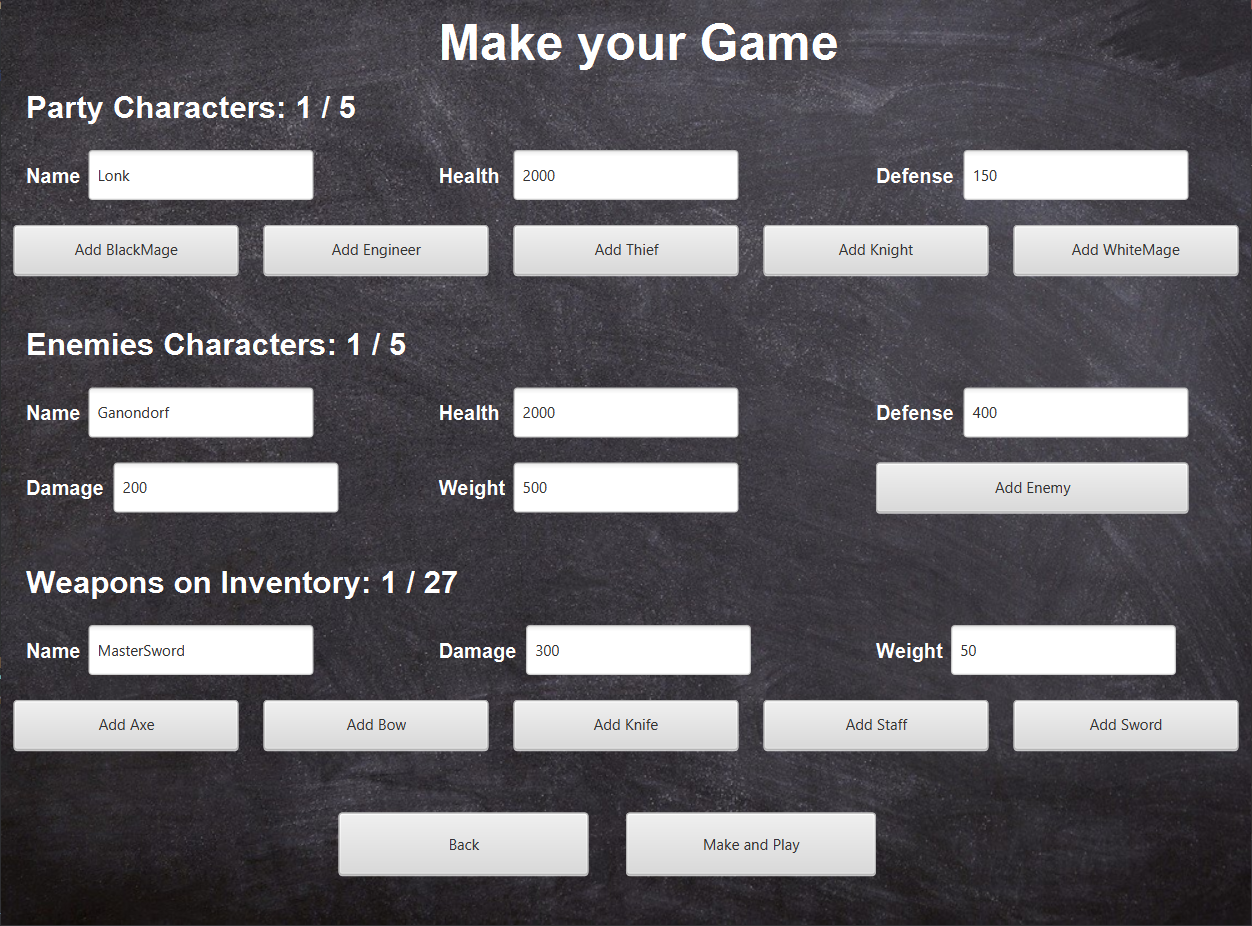 Make your Game
Party Characters: 1 / 5
Name Lonk Health 2000 Defense 150
Add BlackMage Add Engineer Add Thief Add Knight Add WhiteMage
Enemies Characters: 1 / 5
Name Ganondorf Health 2000 Defense 400
Damage 200 Weight 500 Add Enemy
Weapons on Inventory: 1 / 27
Name MasterSword Damage 300 Weight 50
Add Axe Add Bow Add Knife Add Staff Add Sword
Back Make and Play